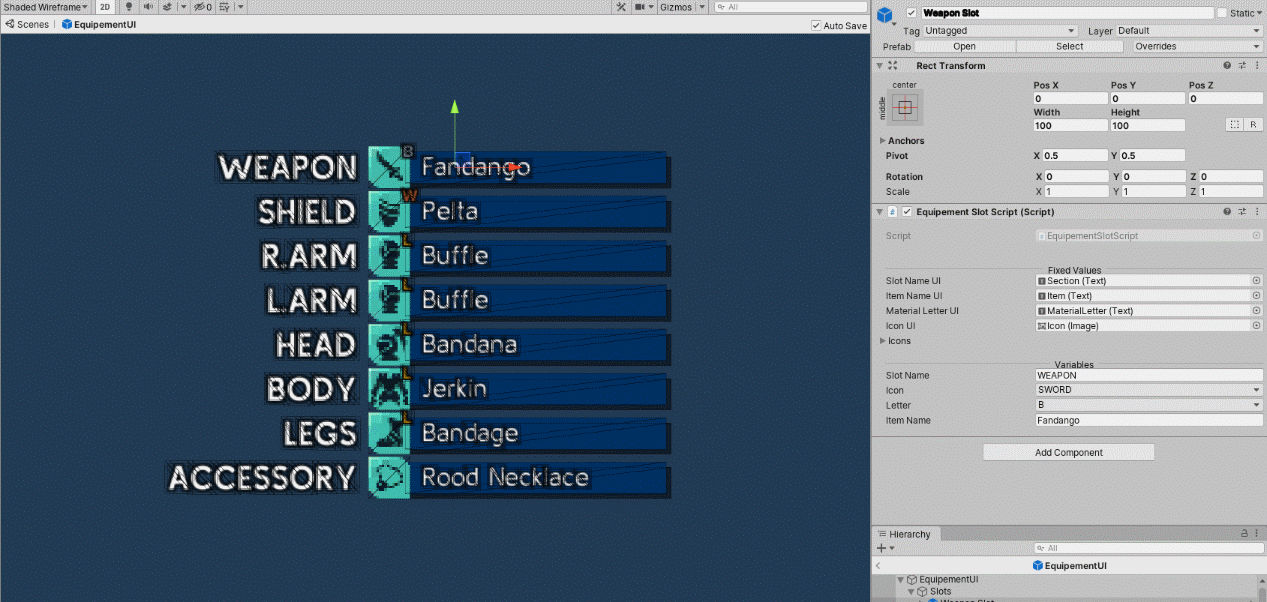 Shaded Wireframe 2D 0 Gizmos All
Scenes EquipementUI Auto Save
WEAPON B Fandango
SHIELD W Pelta
R.ARM L Buffle
L.ARM L Buffle
HEAD L Bandana
BODY L Jerkin
LEGS L Bandage
ACCESSORY Rood Necklace
Weapon Slot Static
Tag Untagged Layer Default
Prefab Open Select Overrides
Rect Transform
center
middle
Pos X Pos Y Pos Z
0 0 0
Width Height
100 100 R
Anchors
Pivot X 0.5 Y 0.5
Rotation X 0 Y 0 Z 0
Scale X 1 Y 1 Z 1
# Equipement Slot Script (Script)
Script EquipementSlotScript
Fixed Values
Slot Name UI Section (Text)
Item Name UI Item (Text)
Material Letter UI MaterialLetter (Text)
Icon UI Icon (Image)
Icons
Variables
Slot Name WEAPON
Icon SWORD
Letter B
Item Name Fandango
Add Component
Hierarchy
+ All
EquipementUI
EquipementUI
Slots
Weapon Slot